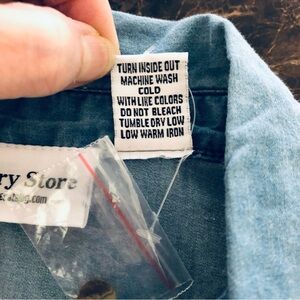 TURN INSIDE OUT
MACHINE WASH
COLD
WITH LIKE COLORS
DO NOT BLEACH
TUMBLE DRY LOW
LOW WARM IRON
ry Store